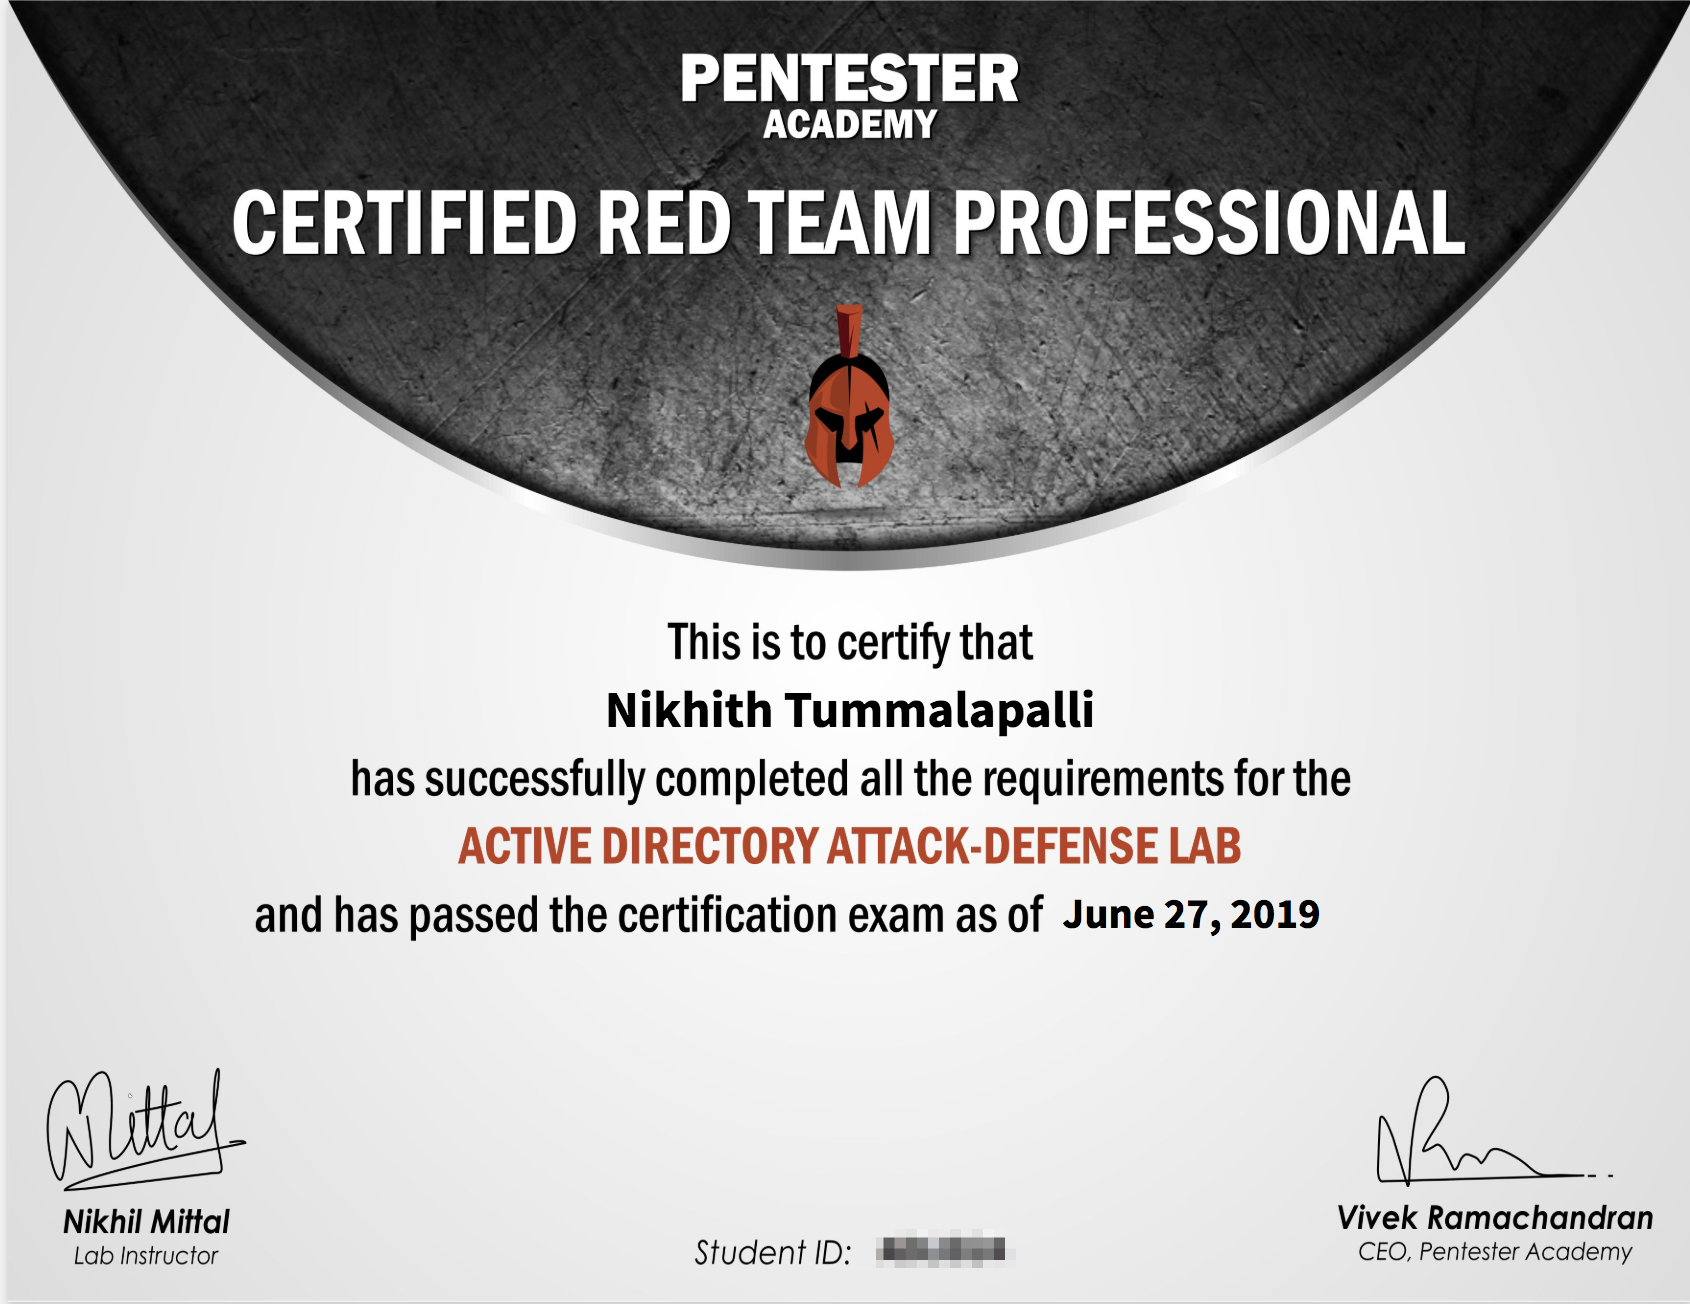 PENTESTER
ACADEMY
CERTIFIED RED TEAM PROFESSIONAL
This is to certify that
Nikhith Tummalapalli
has successfully completed all the requirements for the
ACTIVE DIRECTORY ATTACK-DEFENSE LAB
and has passed the certification exam as of June 27, 2019
Mittal
Nikhil Mittal
Lab Instructor
Student ID:
Vivek Ramachandran
CEO, Pentester Academy